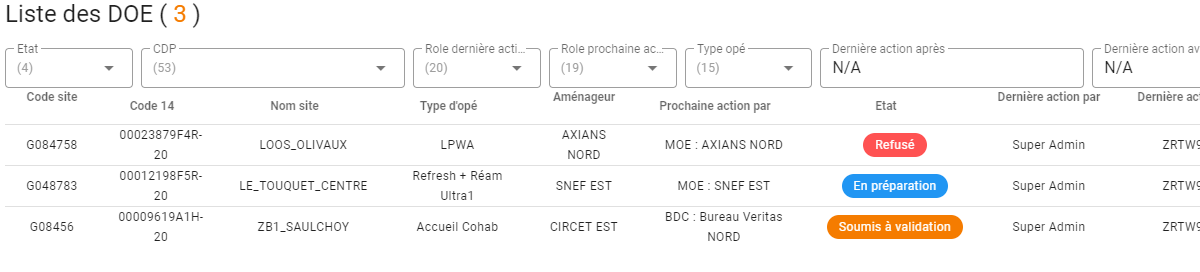 Liste des DOE ( 3 )
Etat CDP Role dernière acti... Role prochaine ac... Type opé Dernière action après Dernière action av
(4) (53) (20) (19) (15) N/A N/A
Code site Code 14 Nom site Type d'opé Aménageur Prochaine action par Etat Dernière action par Dernière act
G084758 00023879F4R-20 LOOS_OLIVAUX LPWA AXIANS NORD MOE : AXIANS NORD Refusé Super Admin ZRTW9
G048783 00012198F5R-20 LE_TOUQUET_CENTRE Refresh + Réam Ultra1 SNEF EST MOE : SNEF EST En préparation Super Admin ZRTW9
G08456 00009619A1H-20 ZB1_SAULCHOY Accueil Cohab CIRCET EST BDC : Bureau Veritas NORD Soumis à validation Super Admin ZRTW9